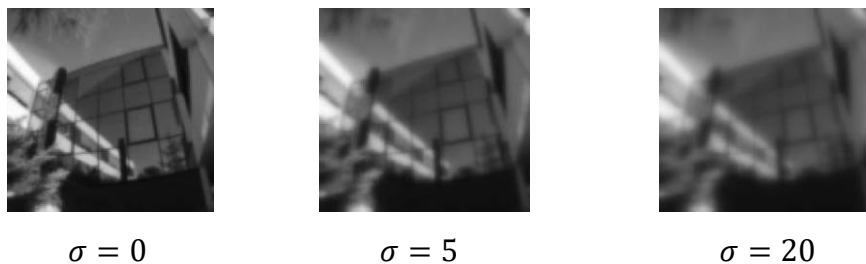 σ = 0
σ = 5
σ = 20